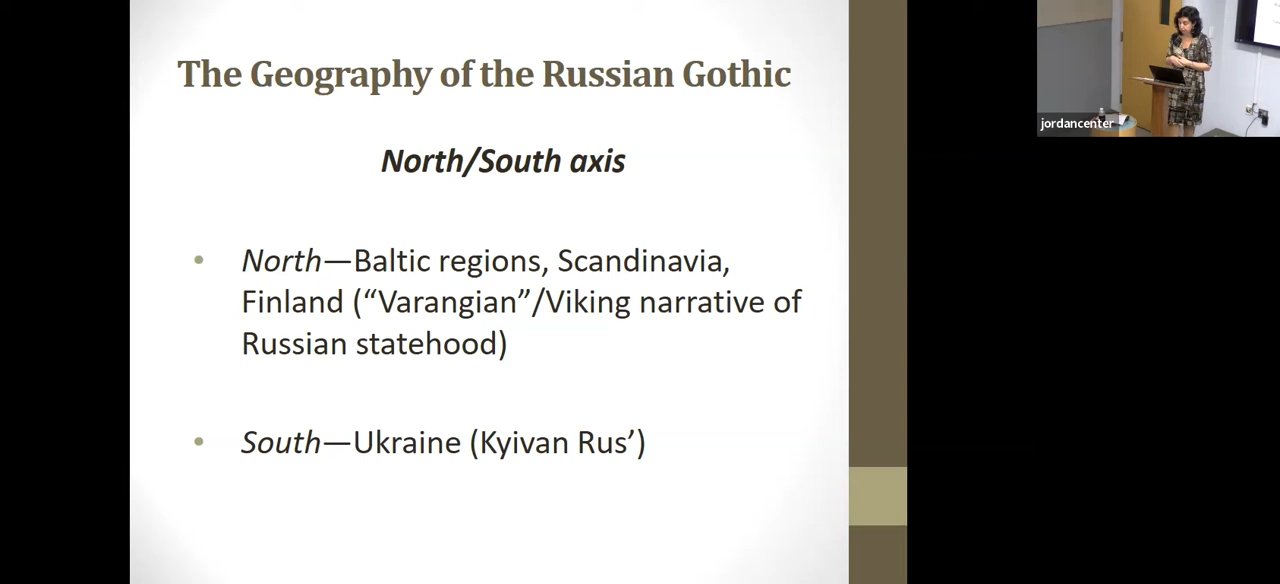 The Geography of the Russian Gothic
North/South axis
• North—Baltic regions, Scandinavia,
Finland (“Varangian”/Viking narrative of
Russian statehood)
• South—Ukraine (Kyivan Rus’)
jordancenter